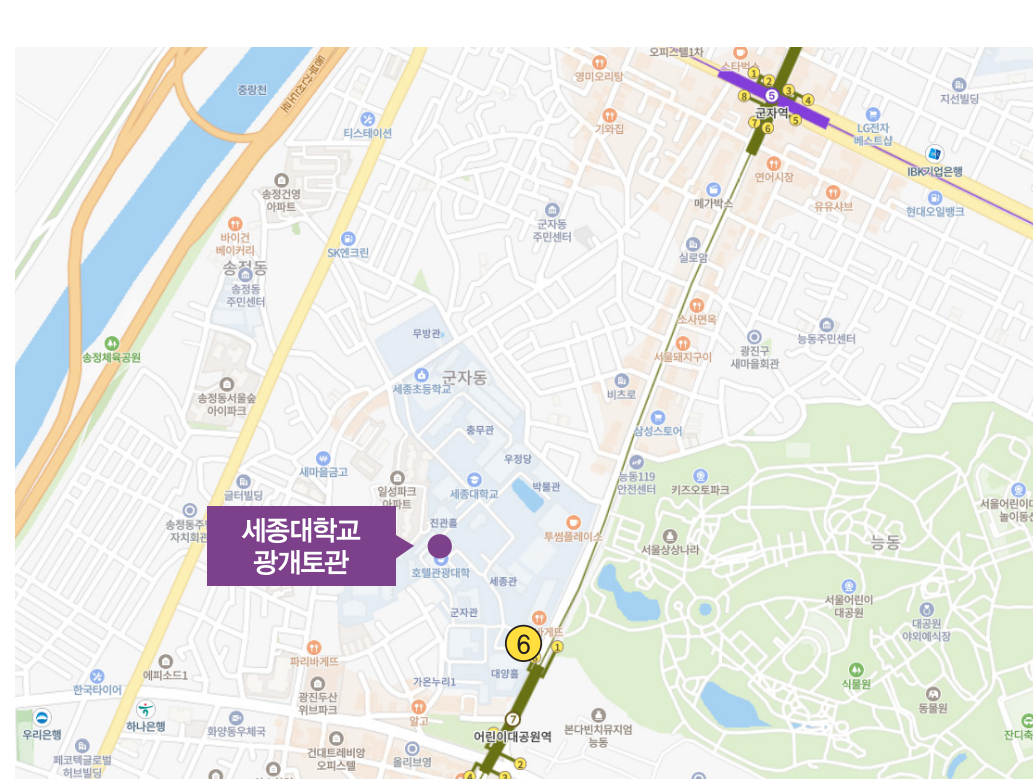 오피스텔1차
스타벅스
영미오리탕
1
2
3
4
5
8
군자역
5
7
6
지선빌딩
중랑천
동부간선도로
티스테이션
기와집
LG전자
베스트샵
IBK기업은행
연어시장
메가박스
유유샤브
현대오일뱅크
송정건영
아파트
바이건
베이커리
송정동
송정동
주민센터
SK엔크린
군자동
주민센터
실로암
소사면옥
서울돼지구이
광진구
새마을회관
능동주민센터
송정체육공원
무방관
군자동
세종초등학교
송정동서울숲
아이파크
비츠로
삼성스토어
충무관
우정당
새마을금고
능동119
안전센터
키즈오토파크
글터빌딩
일성파크
아파트
세종대학교
박물관
서울어린이대
놀이동산
송정동주민
자치회관
세종대학교
광개토관
진관홀
투썸플레이스
서울상상나라
능동
호텔관광대학
세종관
서울어린이
대공원
대공원
야외예식장
군자관
6
1
파리바게뜨
에피소드1
한국타이어
가온누리1
대양홀
식물원
광진두산
위브파크
동물원
알고
7
어린이대공원역
본다빈치뮤지엄
능동
우리은행
하나은행
화양동우체국
잔디축
페코텍글로벌
허브빌딩
건대트레비앙
오피스텔
올리브영
2
3
4